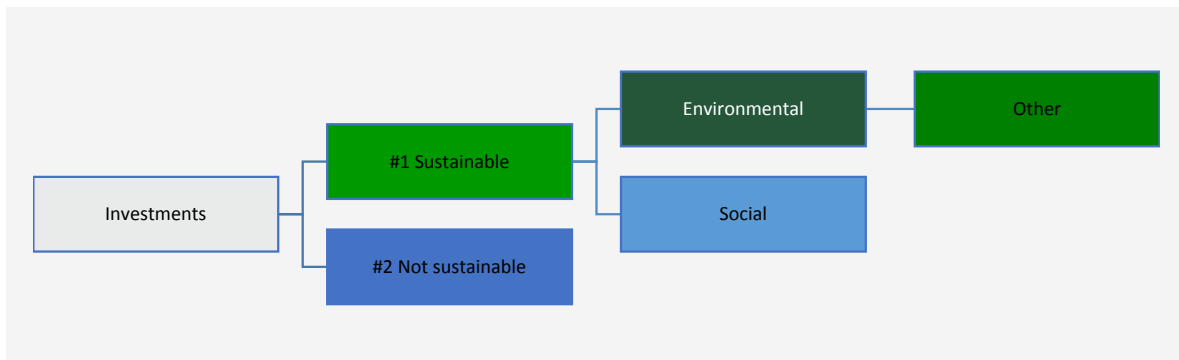 Investments
#1 Sustainable
#2 Not sustainable
Environmental
Social
Other